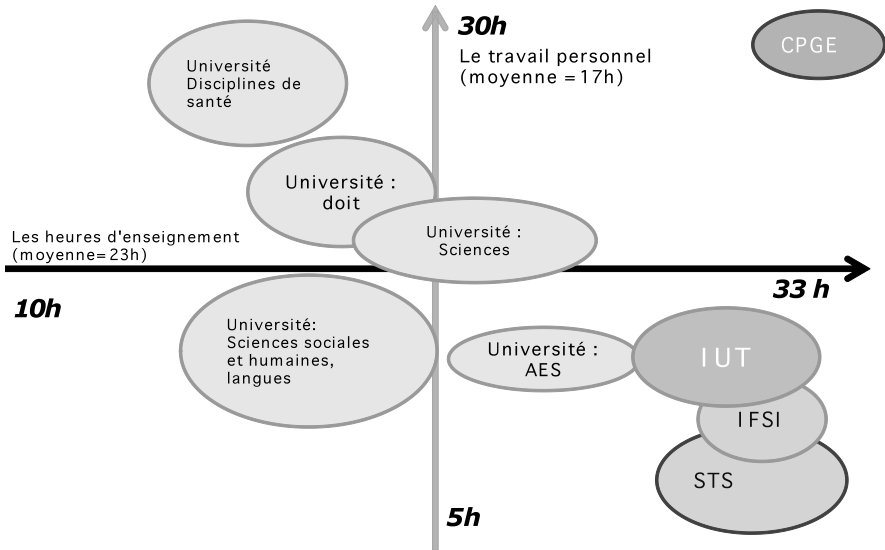 30h
Le travail personnel
(moyenne =17h)
CPGE
Université
Disciplines de
santé
Université :
doit
Université :
Sciences
Les heures d'enseignement
(moyenne=23h)
10h
33 h
Université:
Sciences sociales
et humaines,
langues
Université :
AES
IUT
IFSI
STS
5h